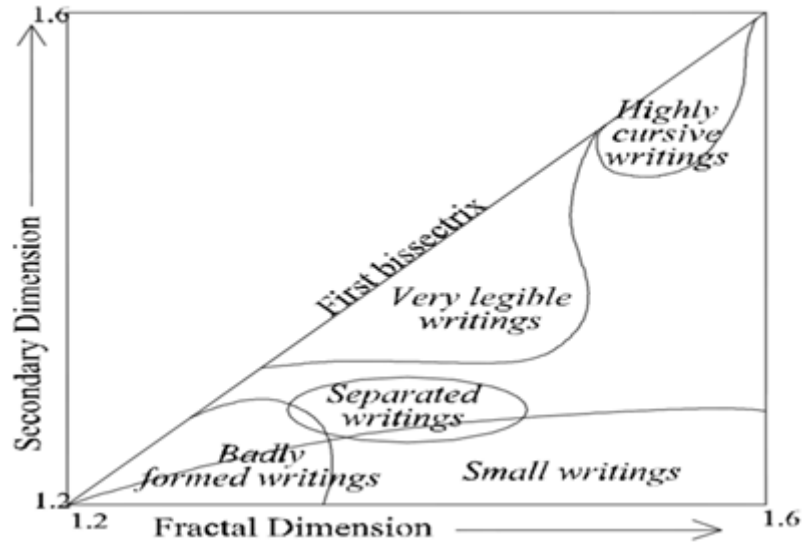 1.6
Highly
cursive
writings
First bissectrix
Very legible
writings
Secondary Dimension
Separated
writings
Badly
formed writings
Small writings
1.2
1.2
1.6
Fractal Dimension